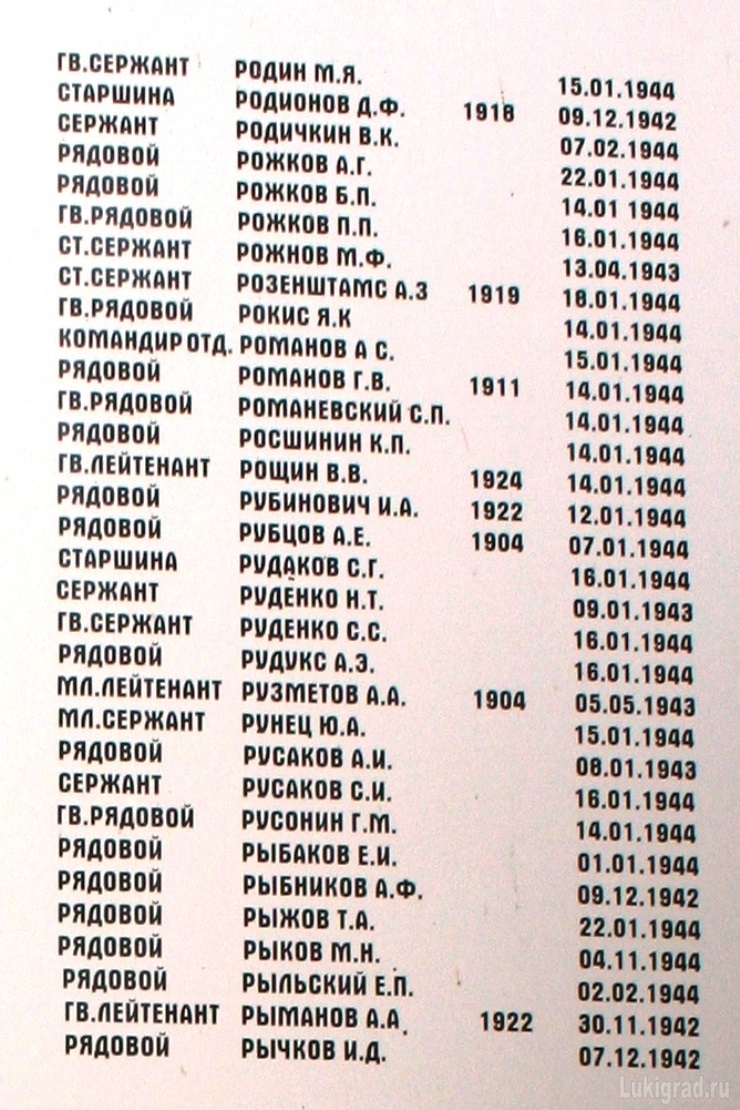 ГВ.СЕРЖАНТ РОДИН М.Я. 15.01.1944
СТАРШИНА РОДИОНОВ Д.Ф. 1918 09.12.1942
СЕРЖАНТ РОДИЧКИН В.К. 07.02.1944
РЯДОВОЙ РОЖКОВ А.Г. 22.01.1944
РЯДОВОЙ РОЖКОВ Б.П. 14.01 1944
ГВ.РЯДОВОЙ РОЖКОВ П.П. 16.01.1944
СТ.СЕРЖАНТ РОЖНОВ М.Ф. 13.04.1943
СТ.СЕРЖАНТ РОЗЕНШТАМС А.З 1919 18.01.1944
ГВ.РЯДОВОЙ РОКИС Я.К 14.01.1944
КОМАНДИР ОТД. РОМАНОВ А С. 15.01.1944
РЯДОВОЙ РОМАНОВ Г.В. 1911 14.01.1944
ГВ.РЯДОВОЙ РОМАНЕВСКИЙ С.П. 14.01.1944
РЯДОВОЙ РОСШИНИН К.П. 14.01.1944
ГВ.ЛЕЙТЕНАНТ РОЩИН В.В. 1924 14.01.1944
РЯДОВОЙ РУБИНОВИЧ И.А. 1922 12.01.1944
РЯДОВОЙ РУБЦОВ А.Е. 1904 07.01.1944
СТАРШИНА РУДАКОВ С.Г. 16.01.1944
СЕРЖАНТ РУДЕНКО Н.Т. 09.01.1943
ГВ.СЕРЖАНТ РУДЕНКО С.С. 16.01.1944
РЯДОВОЙ РУДУКС А.Э. 16.01.1944
МЛ.ЛЕЙТЕНАНТ РУЗМЕТОВ А.А. 1904 05.05.1943
МЛ.СЕРЖАНТ РУНЕЦ Ю.А. 15.01.1944
РЯДОВОЙ РУСАКОВ А.И. 08.01.1943
СЕРЖАНТ РУСАКОВ С.И. 16.01.1944
ГВ.РЯДОВОЙ РУСОНИН Г.М. 14.01.1944
РЯДОВОЙ РЫБАКОВ Е.И. 01.01.1944
РЯДОВОЙ РЫБНИКОВ А.Ф. 09.12.1942
РЯДОВОЙ РЫЖОВ Т.А. 22.01.1944
РЯДОВОЙ РЫКОВ М.Н. 04.11.1944
РЯДОВОЙ РЫЛЬСКИЙ Е.П. 02.02.1944
ГВ.ЛЕЙТЕНАНТ РЫМАНОВ А.А. 1922 30.11.1942
РЯДОВОЙ РЫЧКОВ И.Д. 07.12.1942
Lukigrad.ru